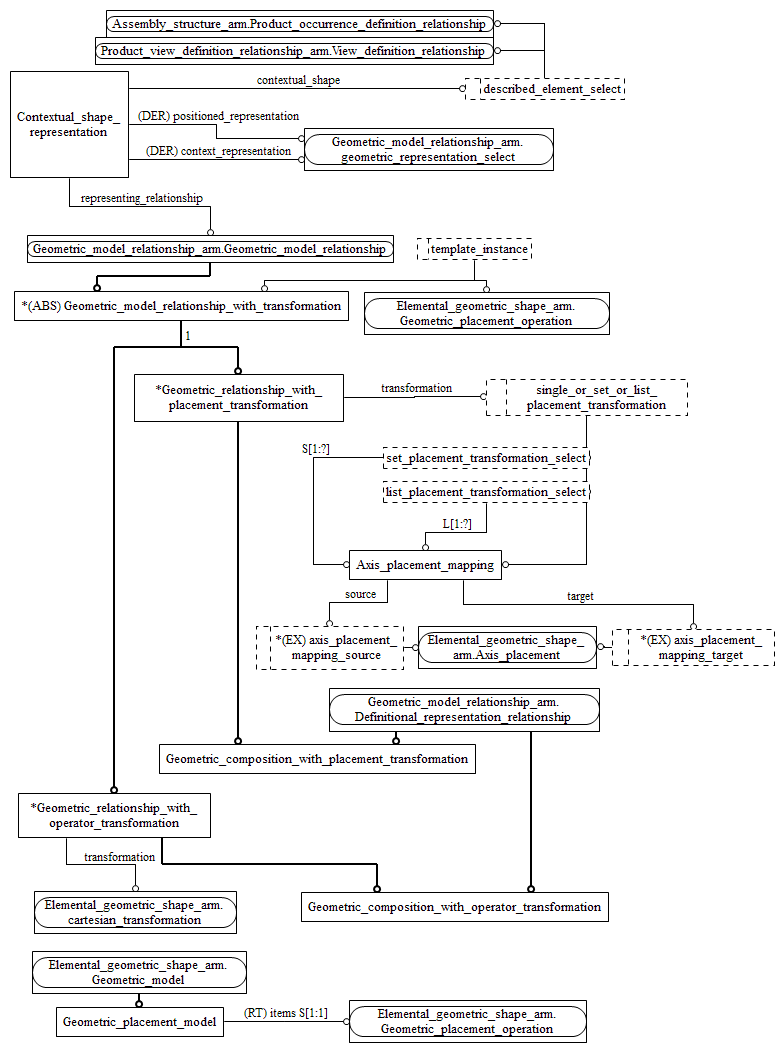 Assembly_structure_arm.Product_occurrence_definition_relationship
Product_view_definition_relationship_arm.View_definition_relationship
contextual_shape
described_element_select
Contextual_shape_
representation
(DER) positioned_representation
Geometric_model_relationship_arm.
geometric_representation_select
(DER) context_representation
representing_relationship
Geometric_model_relationship_arm.Geometric_model_relationship
template_instance
*(ABS) Geometric_model_relationship_with_transformation
Elemental_geometric_shape_arm.
Geometric_placement_operation
1
*Geometric_relationship_with_
placement_transformation
transformation
single_or_set_or_list_
placement_transformation
S[1:?]
set_placement_transformation_select
list_placement_transformation_select
L[1:?]
Axis_placement_mapping
source
target
*(EX) axis_placement_
mapping_source
Elemental_geometric_shape_
arm.Axis_placement
*(EX) axis_placement_
mapping_target
Geometric_model_relationship_arm.
Definitional_representation_relationship
Geometric_composition_with_placement_transformation
*Geometric_relationship_with_
operator_transformation
transformation
Elemental_geometric_shape_arm.
cartesian_transformation
Geometric_composition_with_operator_transformation
Elemental_geometric_shape_arm.
Geometric_model
Geometric_placement_model
(RT) items S[1:1]
Elemental_geometric_shape_arm.
Geometric_placement_operation